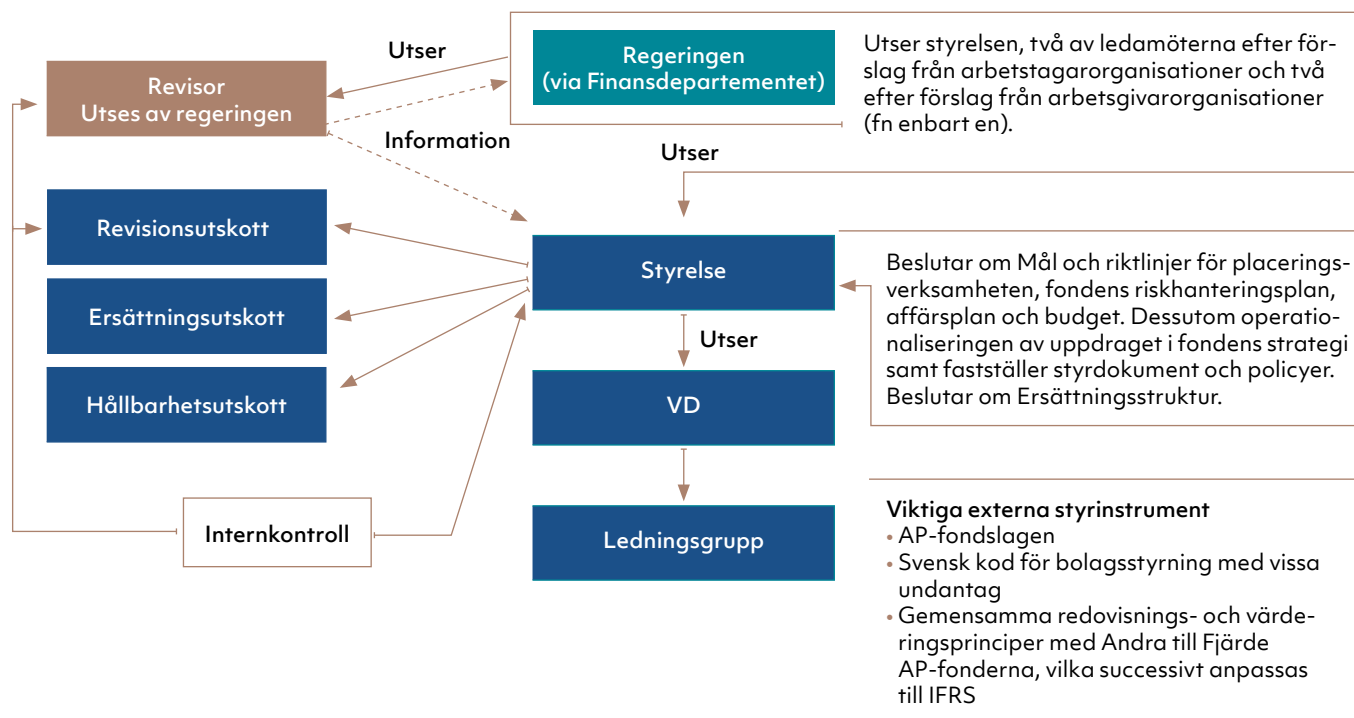 Utser
Revisor
Utses av regeringen
Regeringen
(via Finansdepartementet)
Utser styrelsen, två av ledamöterna efter för-
slag från arbetstagarorganisationer och två
efter förslag från arbetsgivarorganisationer
(fn enbart en).
Information
Utser
Revisionsutskott
Ersättningsutskott
Hållbarhetsutskott
Styrelse
Beslutar om Mål och riktlinjer för placerings-
verksamheten, fondens riskhanteringsplan,
affärsplan och budget. Dessutom operatio-
naliseringen av uppdraget i fondens strategi
samt fastställer styrdokument och policyer.
Beslutar om Ersättningsstruktur.
Utser
VD
Internkontroll
Ledningsgrupp
Viktiga externa styrinstrument
• AP-fondslagen
• Svensk kod för bolagsstyrning med vissa
undantag
• Gemensamma redovisnings- och värde-
ringsprinciper med Andra till Fjärde
AP-fonderna, vilka successivt anpassas
till IFRS